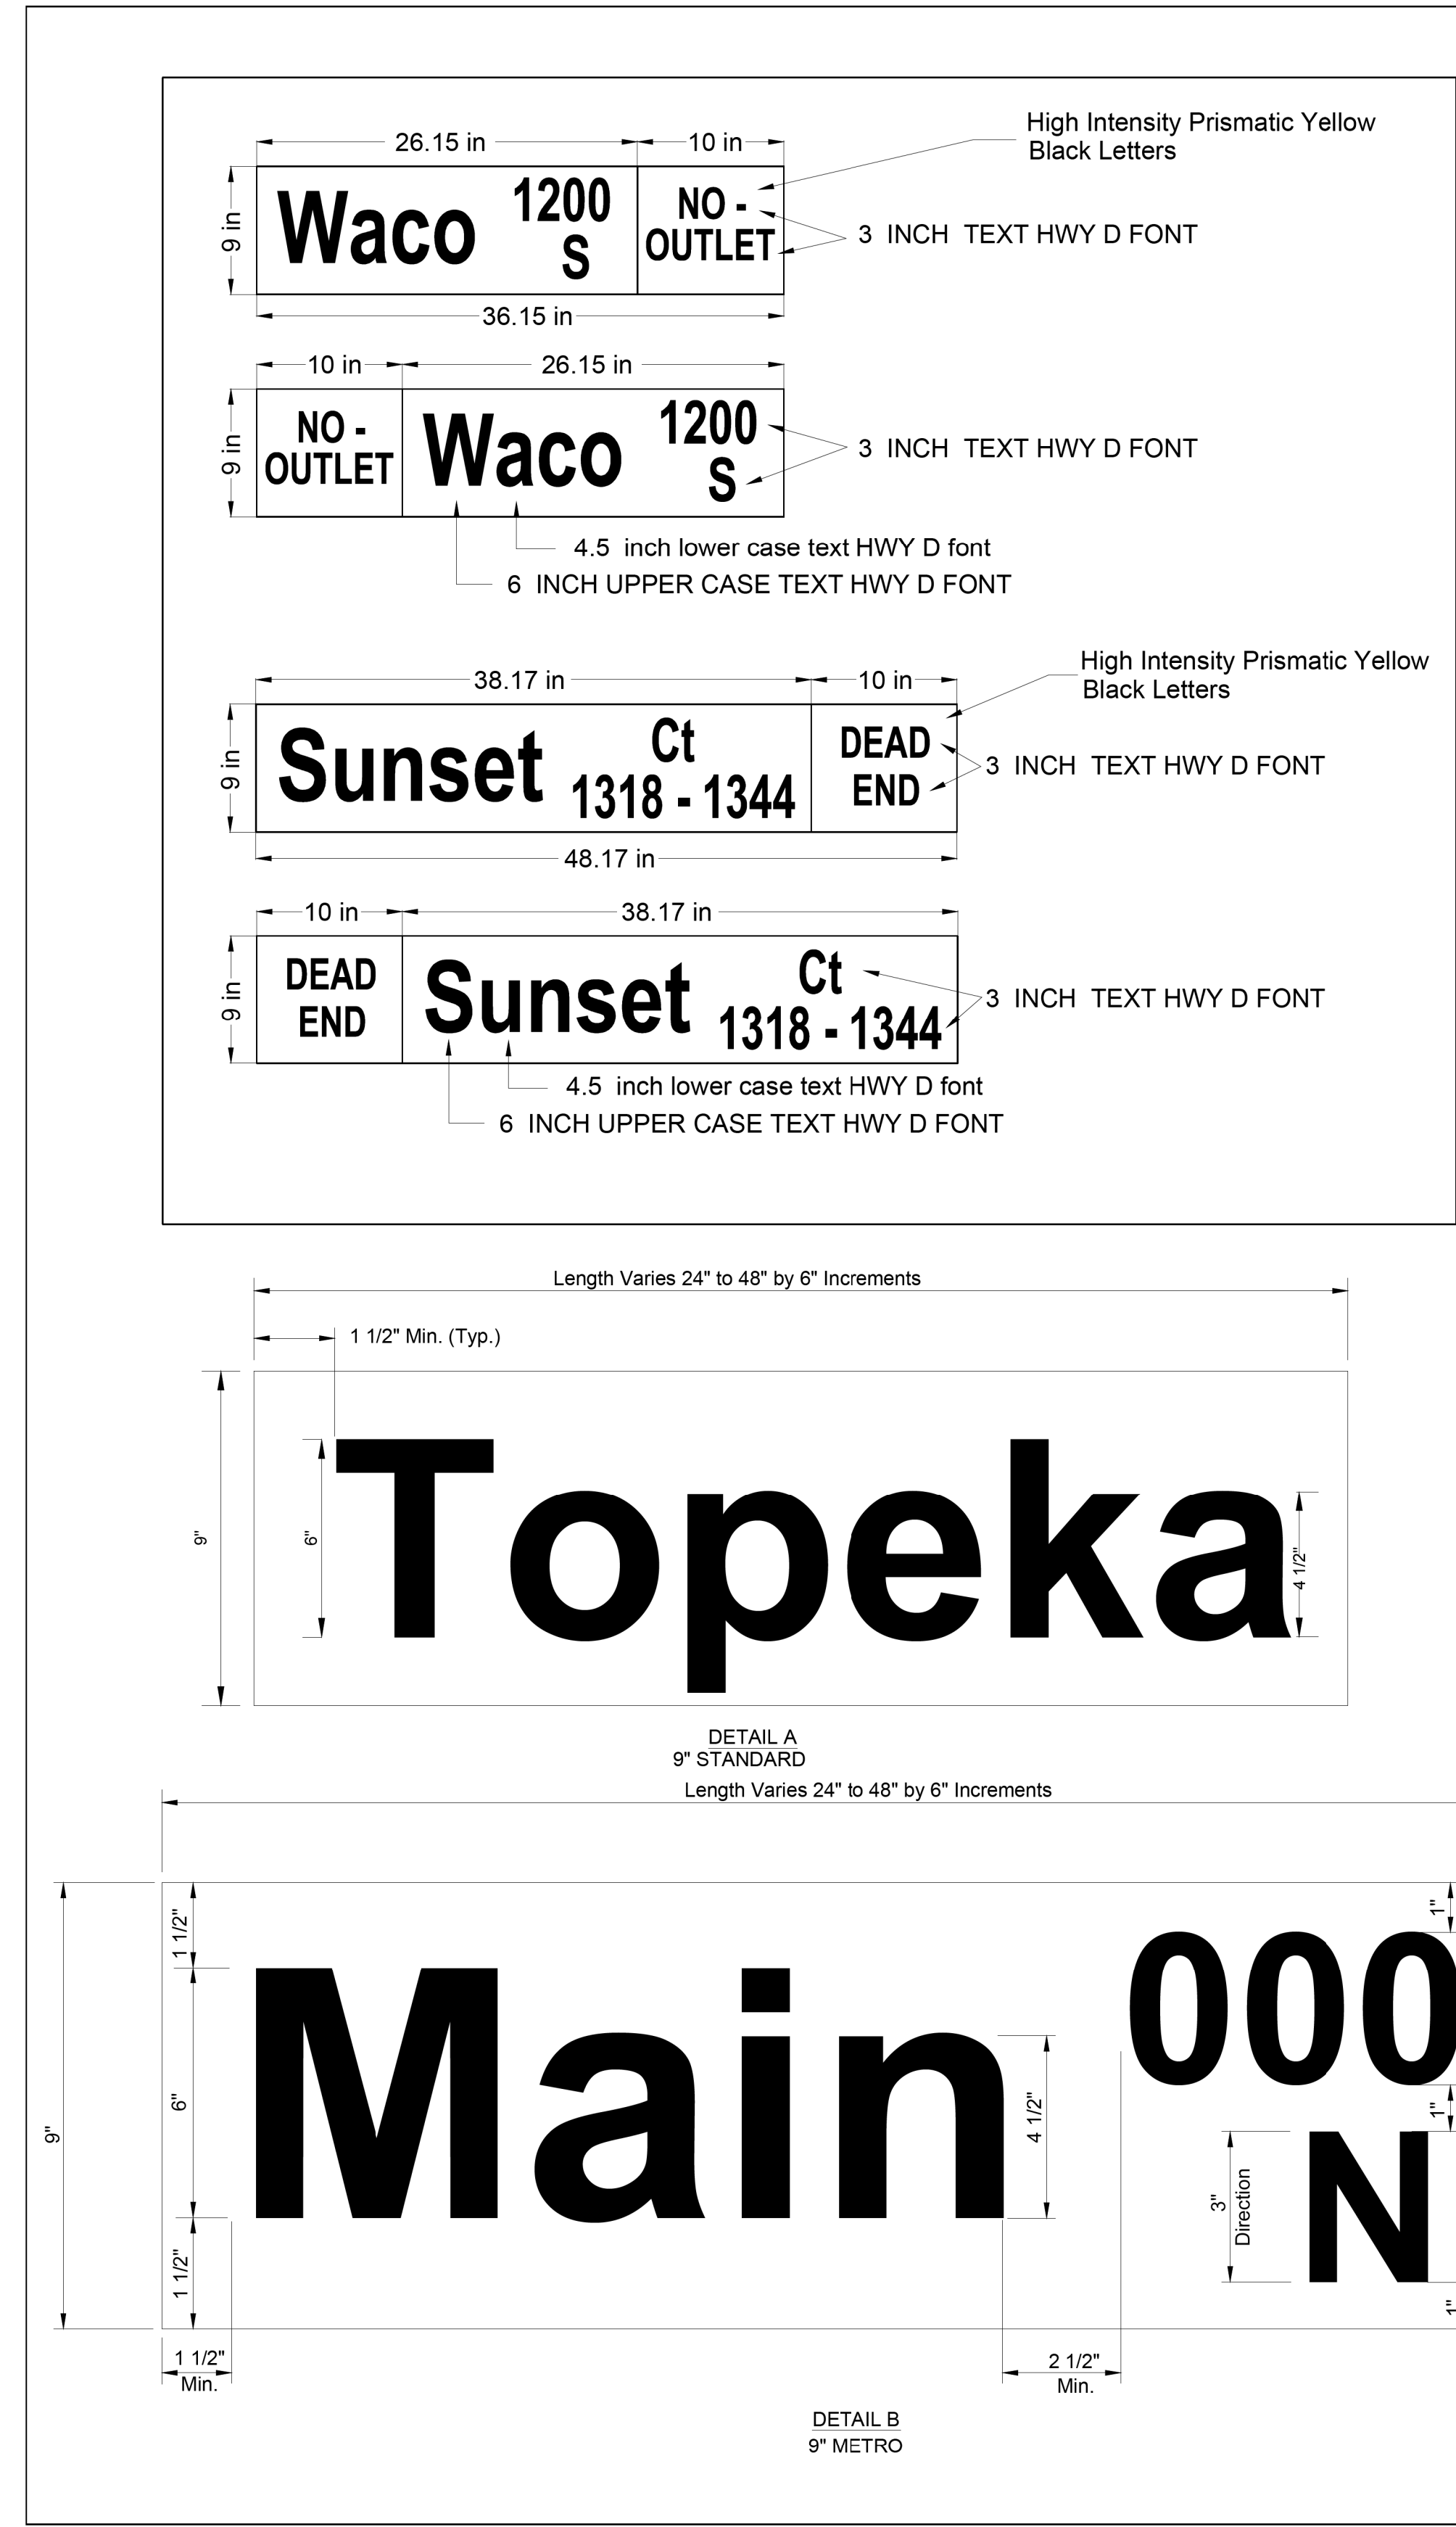 26.15 in
10 in
High Intensity Prismatic Yellow
Black Letters
9 in
Waco
1200
S
NO -
OUTLET
3 INCH TEXT HWY D FONT
36.15 in
10 in
26.15 in
9 in
NO -
OUTLET
Waco
1200
S
3 INCH TEXT HWY D FONT
4.5 inch lower case text HWY D font
6 INCH UPPER CASE TEXT HWY D FONT
38.17 in
10 in
High Intensity Prismatic Yellow
Black Letters
9 in
Sunset
Ct
1318 - 1344
DEAD
END
3 INCH TEXT HWY D FONT
48.17 in
10 in
38.17 in
9 in
DEAD
END
Sunset
Ct
1318 - 1344
3 INCH TEXT HWY D FONT
4.5 inch lower case text HWY D font
6 INCH UPPER CASE TEXT HWY D FONT
Length Varies 24" to 48" by 6" Increments
1 1/2" Min. (Typ.)
9"
6"
Topeka
4 1/2"
DETAIL A
9" STANDARD
Length Varies 24" to 48" by 6" Increments
9"
1 1/2"
6"
1 1/2"
Main
4 1/2"
000
1"
1"
3"
Direction
N
1"
1 1/2"
Min.
2 1/2"
Min.
DETAIL B
9" METRO